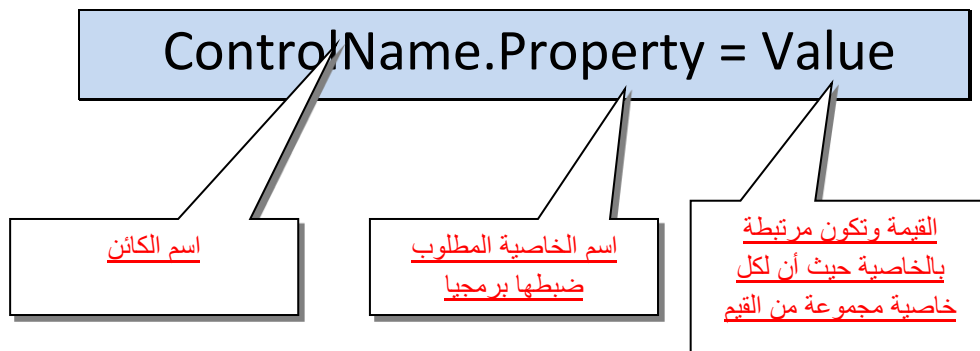 ControlName.Property = Value
اسم الكائن
اسم الخاصية المطلوب
ضبطها برمجيا
القيمة وتكون مرتبطة
بالخاصية حيث أن لكل
خاصية مجموعة من القيم